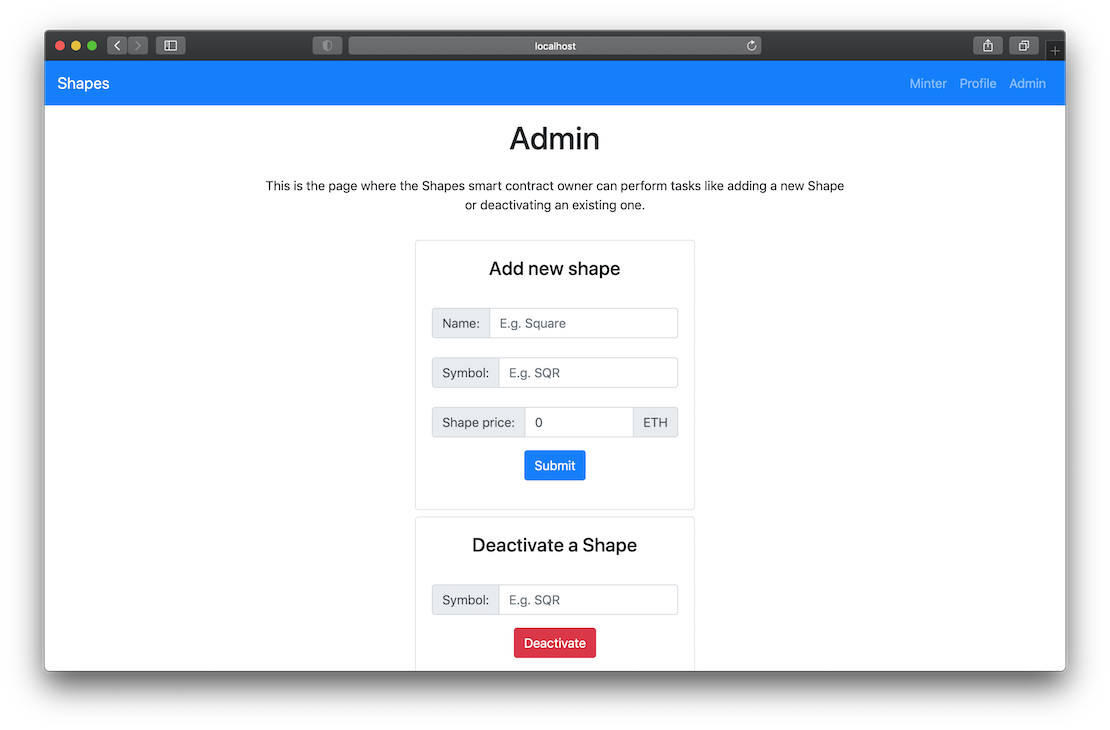 localhost
Shapes
Minter Profile Admin
Admin
This is the page where the Shapes smart contract owner can perform tasks like adding a new Shape
or deactivating an existing one.
Add new shape
Name: E.g. Square
Symbol: E.g. SQR
Shape price: 0 ETH
Submit
Deactivate a Shape
Symbol: E.g. SQR
Deactivate